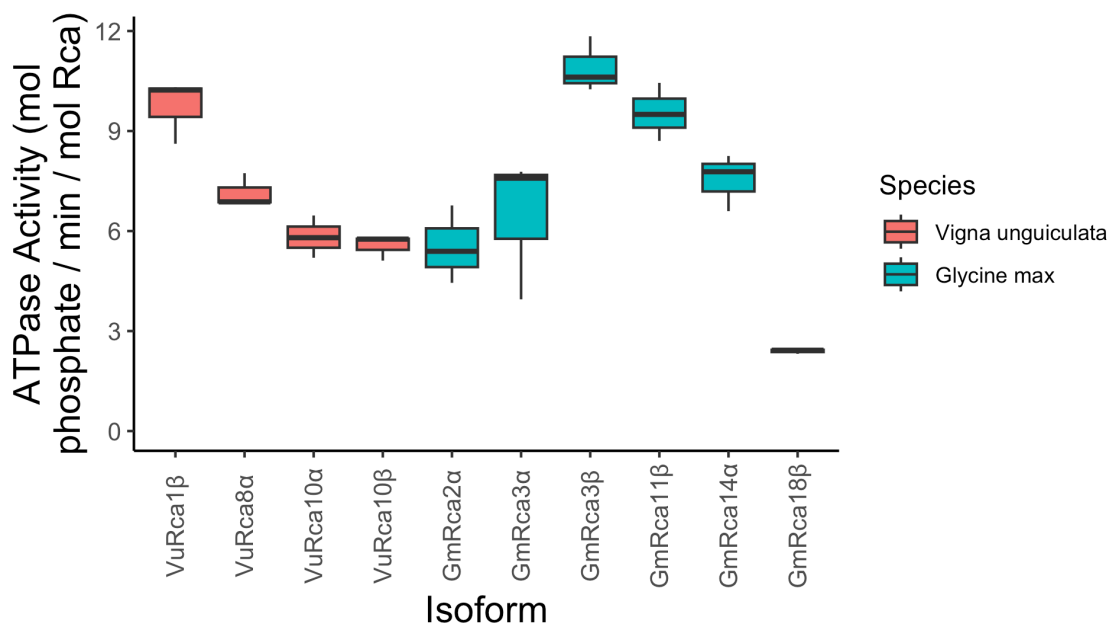 ATPase Activity (mol
phosphate / min / mol Rca)
12
9
6
3
0
VuRca1β
VuRca8α
VuRca10α
VuRca10β
GmRca2α
GmRca3α
GmRca3β
GmRca11β
GmRca14α
GmRca18β
Isoform
Species
Vigna unguiculata
Glycine max